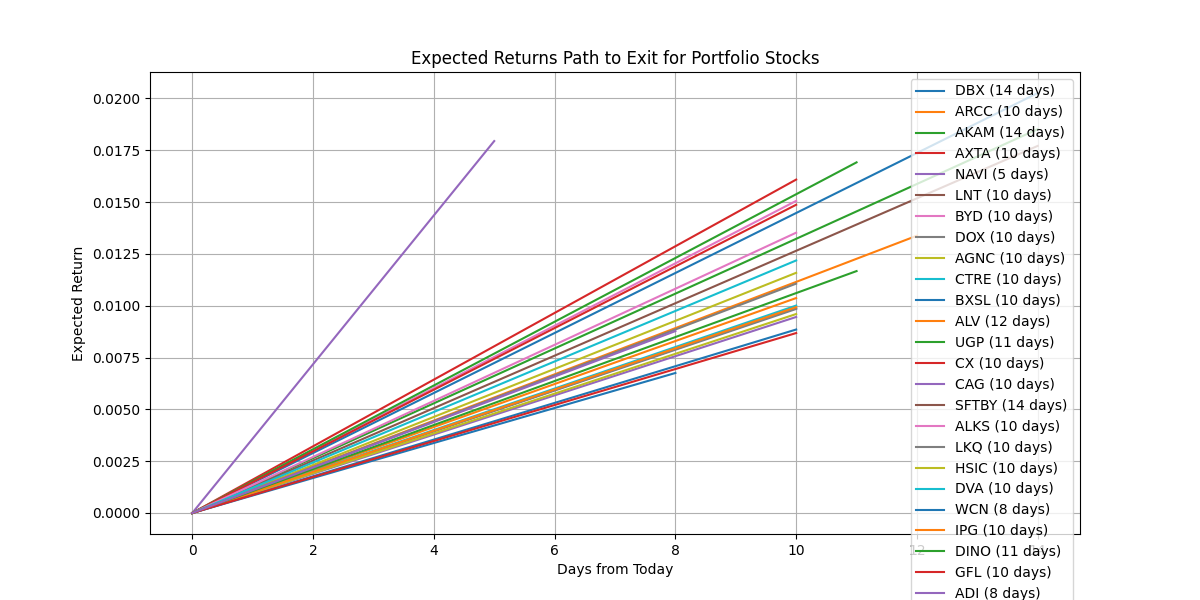 Expected Returns Path to Exit for Portfolio Stocks
Expected Return
0.0200
0.0175
0.0150
0.0125
0.0100
0.0075
0.0050
0.0025
0.0000
0
2
4
6
8
10
12
Days from Today
DBX (14 days)
ARCC (10 days)
AKAM (14 days)
AXTA (10 days)
NAVI (5 days)
LNT (10 days)
BYD (10 days)
DOX (10 days)
AGNC (10 days)
CTRE (10 days)
BXSL (10 days)
ALV (12 days)
UGP (11 days)
CX (10 days)
CAG (10 days)
SFTBY (14 days)
ALKS (10 days)
LKQ (10 days)
HSIC (10 days)
DVA (10 days)
WCN (8 days)
IPG (10 days)
DINO (11 days)
GFL (10 days)
ADI (8 days)